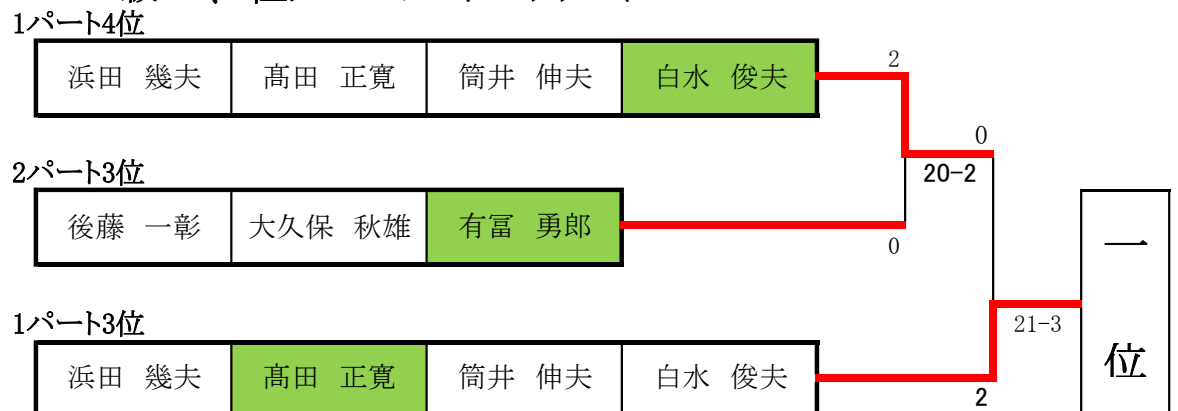 1パート4位
浜田 幾夫 髙田 正寛 筒井 伸夫 白水 俊夫
2
0
20-2
2パート3位
後藤 一彰 大久保 秋雄 有冨 勇郎
0
一位
1パート3位
21-3
浜田 幾夫 髙田 正寛 筒井 伸夫 白水 俊夫
2